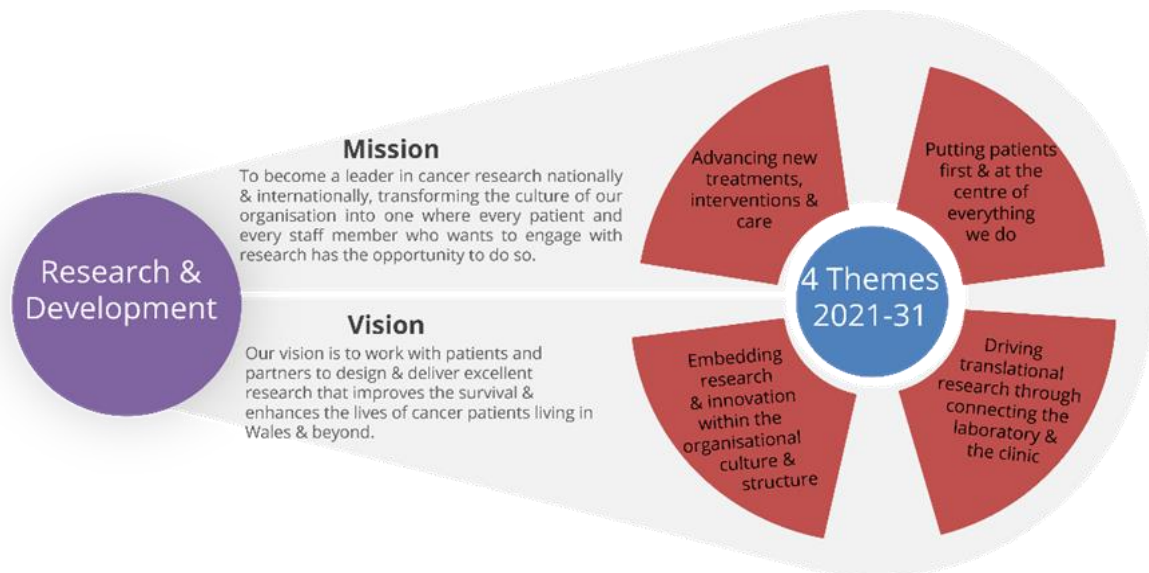 Research &
Development
Mission
To become a leader in cancer research nationally
& internationally, transforming the culture of our
organisation into one where every patient and
every staff member who wants to engage with
research has the opportunity to do so.
Vision
Our vision is to work with patients and
partners to design & deliver excellent
research that improves the survival &
enhances the lives of cancer patients living in
Wales & beyond.
4 Themes
2021-31
Advancing new
treatments,
interventions &
care
Putting patients
first & at the
centre of
everything
we do
Embedding
research
& innovation
within the
organisational
culture &
structure
Driving
translational
research through
connecting the
laboratory &
the clinic